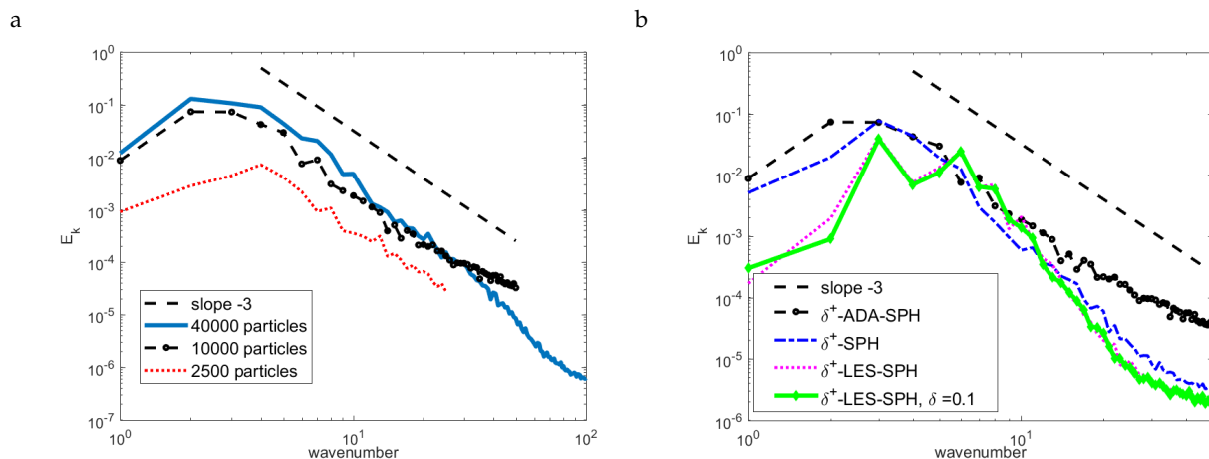 a
10^0
10^-1
10^-2
10^-3
10^-4
10^-5
10^-6
10^-7
E_k
slope -3
40000 particles
10000 particles
2500 particles
10^0
10^1
10^2
wavenumber
b
10^0
10^-1
10^-2
10^-3
10^-4
10^-5
10^-6
E_k
slope -3
δ^+-ADA-SPH
δ^+-SPH
δ^+-LES-SPH
δ^+-LES-SPH, δ =0.1
10^0
10^1
wavenumber